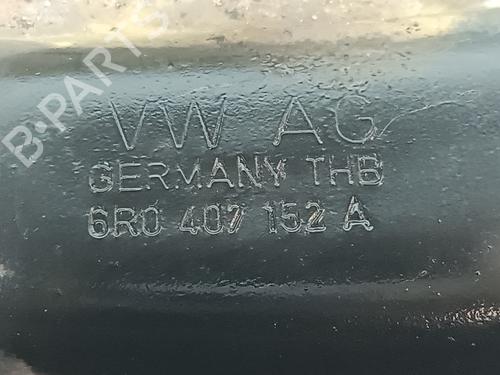 B-PARTS
VW AG
GERMANY THB
6R0 407 152 A